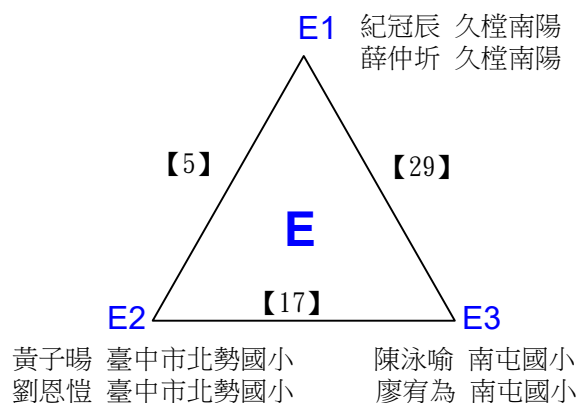 E1 紀冠辰 久樘南陽
薛仲圻 久樘南陽
【5】 【29】
E
【17】
E2 E3
黃子暘 臺中市北勢國小 陳泳喻 南屯國小
劉恩愷 臺中市北勢國小 廖宥為 南屯國小